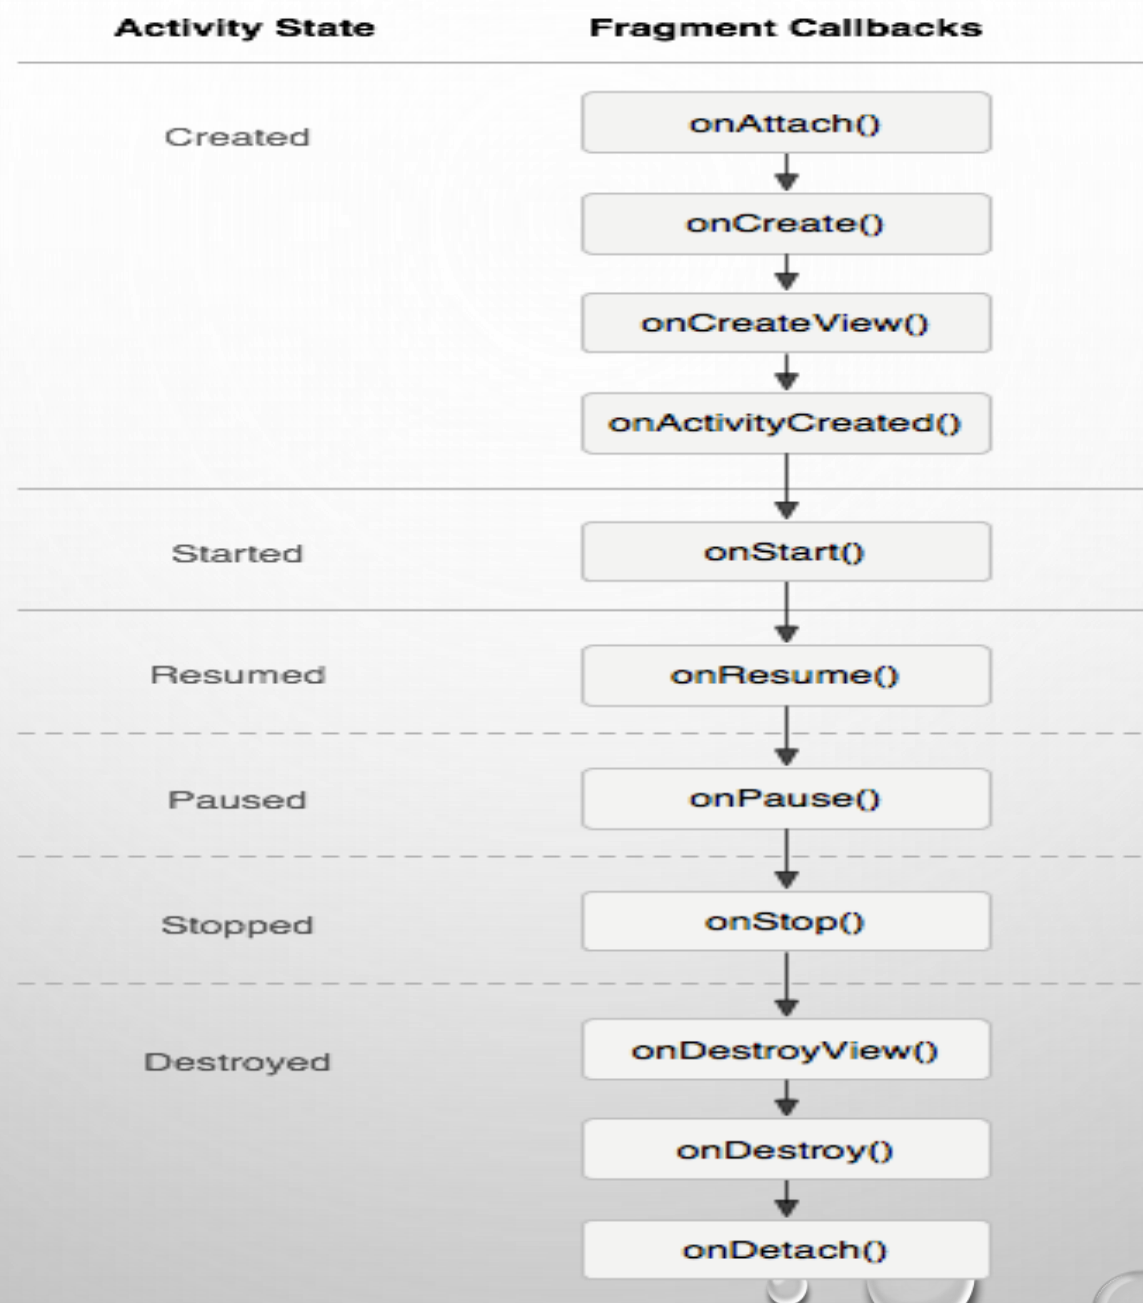 Activity State Fragment Callbacks
Created
onAttach()
onCreate()
onCreateView()
onActivityCreated()
Started
onStart()
Resumed
onResume()
Paused
onPause()
Stopped
onStop()
Destroyed
onDestroyView()
onDestroy()
onDetach()